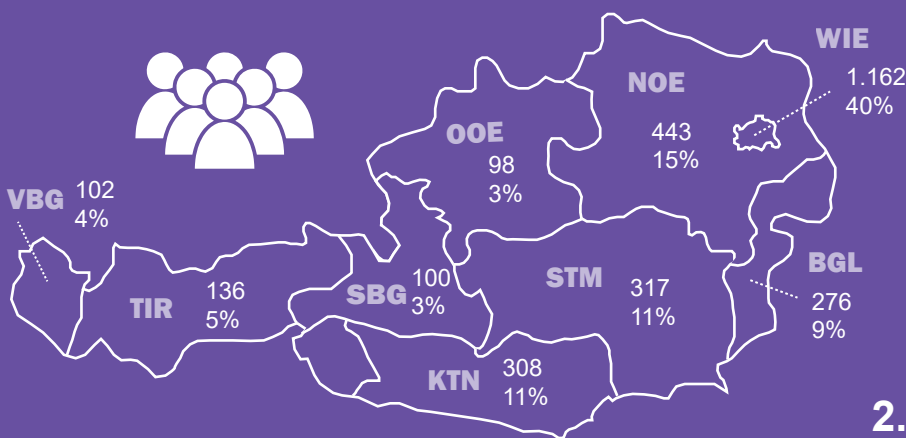 WIE
1.162
40%
NOE
443
15%
OOE
98
3%
VBG 102
4%
TIR 136
5%
SBG 100
3%
STM 317
11%
BGL
276
9%
KTN 308
11%
2.